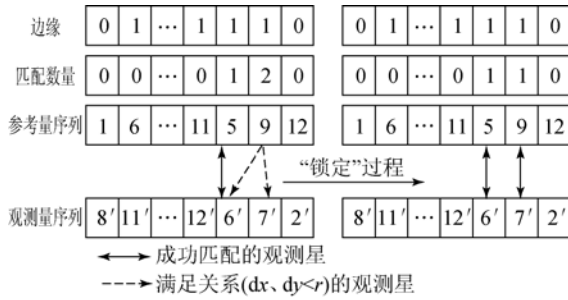 边缘 0 1 ⋯ 1 1 1 0 0 1 ⋯ 1 1 1 0
匹配数量 0 0 ⋯ 0 1 2 0 0 0 ⋯ 0 1 1 0
参考量序列 1 6 ⋯ 11 5 9 12 1 6 ⋯ 11 5 9 12
“锁定”过程
观测量序列 8′ 11′ ⋯ 12′ 6′ 7′ 2′ 8′ 11′ ⋯ 12′ 6′ 7′ 2′
成功匹配的观测星
满足关系(dx、dy<r)的观测星